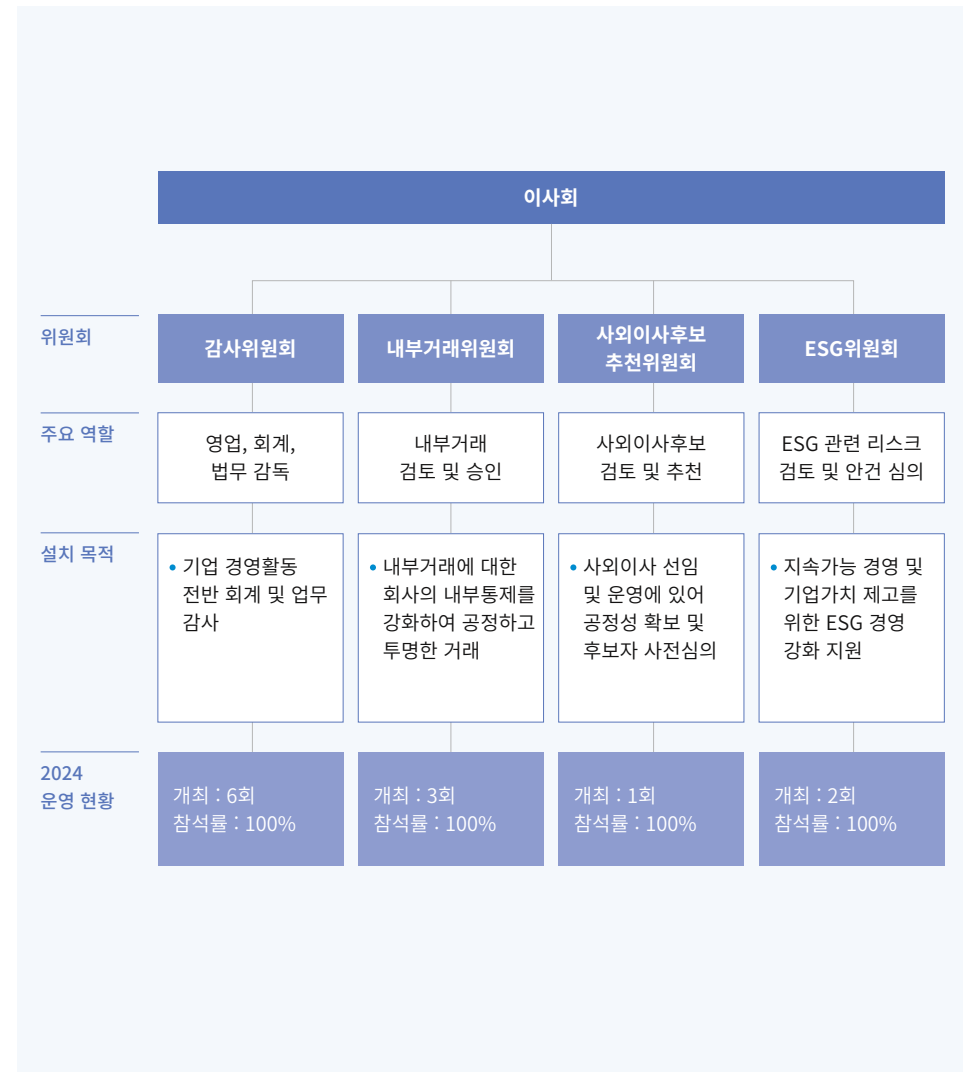 이사회
위원회
감사위원회
내부거래위원회
사외이사후보
추천위원회
ESG위원회
주요 역할
영업, 회계,
법무 감독
내부거래
검토 및 승인
사외이사후보
검토 및 추천
ESG 관련 리스크
검토 및 안건 심의
설치 목적
• 기업 경영활동
전반 회계 및 업무
감사
• 내부거래에 대한
회사의 내부통제를
강화하여 공정하고
투명한 거래
• 사외이사 선임
및 운영에 있어
공정성 확보 및
후보자 사전심의
• 지속가능 경영 및
기업가치 제고를
위한 ESG 경영
강화 지원
2024
운영 현황
개최 : 6회
참석률 : 100%
개최 : 3회
참석률 : 100%
개최 : 1회
참석률 : 100%
개최 : 2회
참석률 : 100%